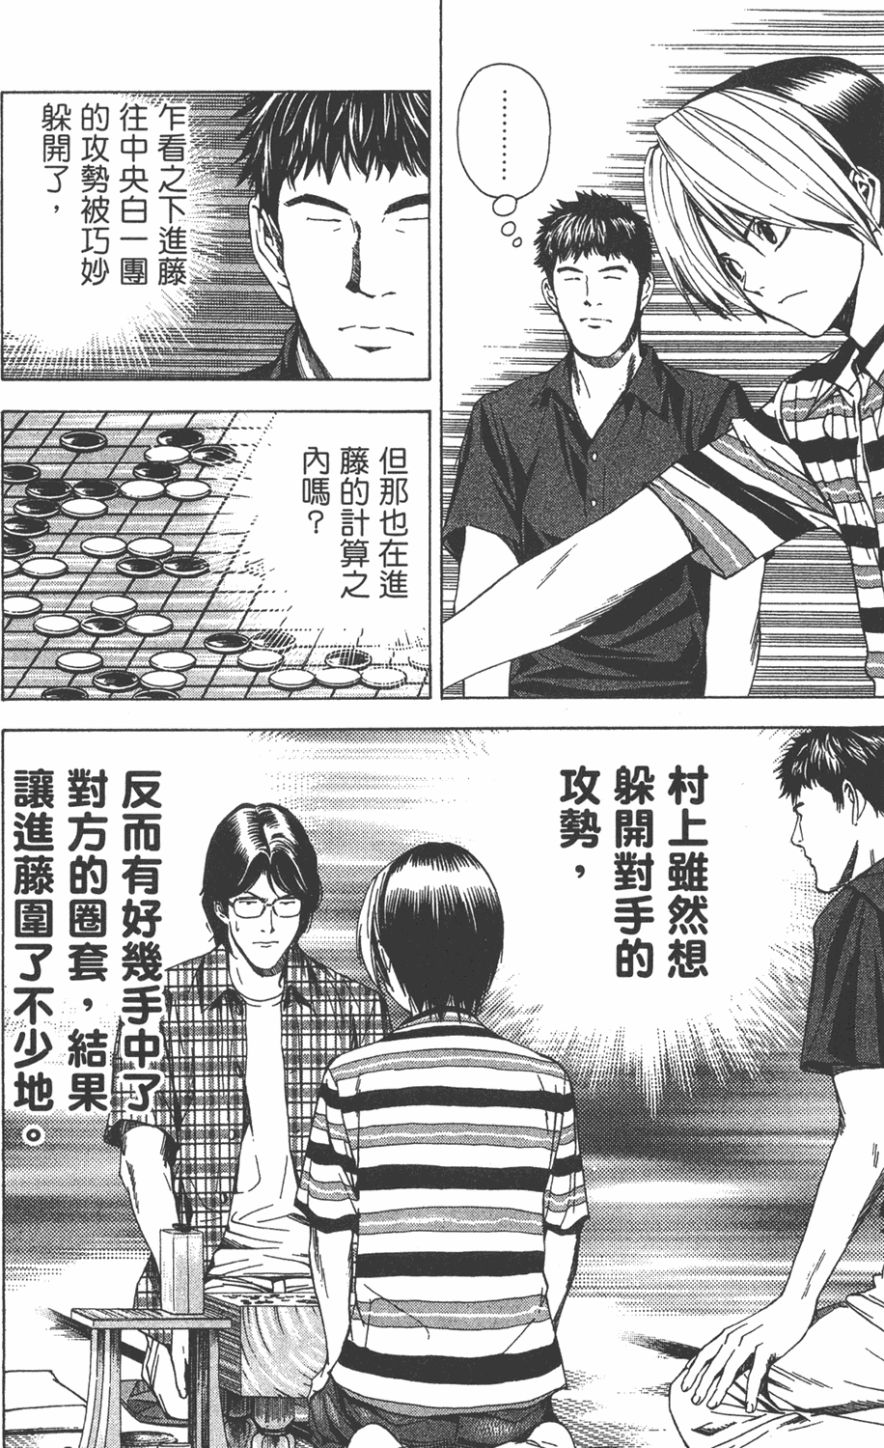 …………
乍看之下進藤
往中央白一團
的攻勢被巧妙
躲開了，
但那也在進
藤的計算之
內嗎？
村上雖然想
躲開對手的
攻勢，
反而有好幾手中了
對方的圈套，結果
讓進藤圍了不少地。